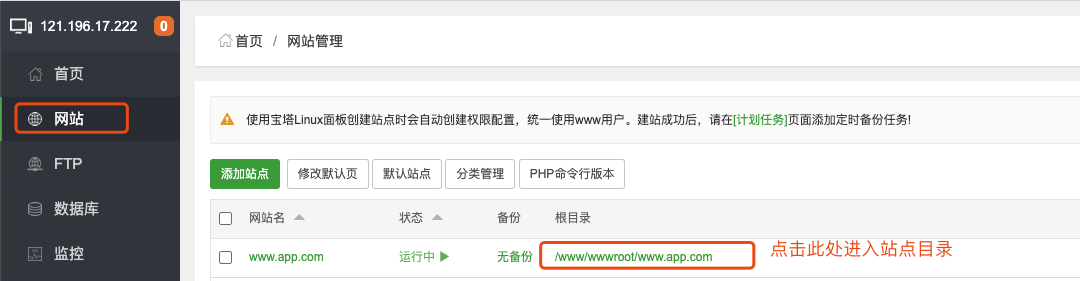 121.196.17.222 0
首页 / 网站管理
首页
网站
FTP
数据库
监控
使用宝塔Linux面板创建站点时会自动创建权限配置，统一使用www用户。建站成功后，请在[计划任务]页面添加定时备份任务!
添加站点 修改默认页 默认站点 分类管理 PHP命令行版本
网站名 状态 备份 根目录
www.app.com 运行中 无备份 /www/wwwroot/www.app.com 点击此处进入站点目录